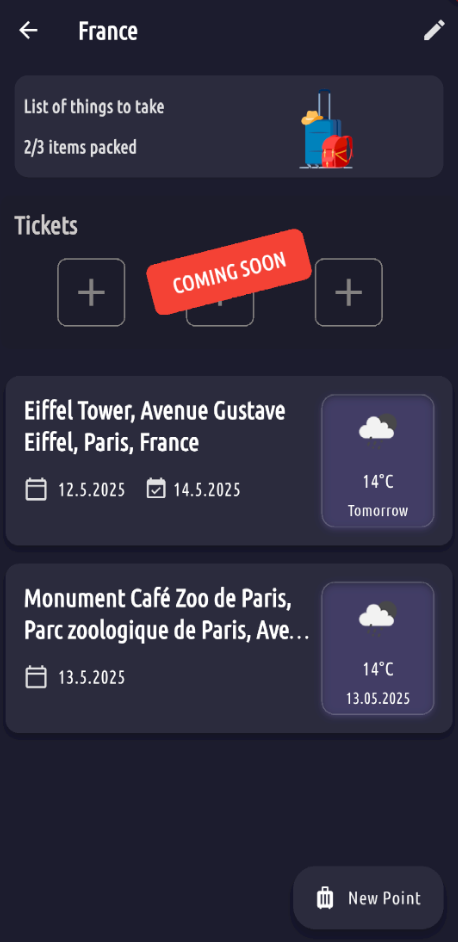 France
List of things to take
2/3 items packed
Tickets
COMING SOON
Eiffel Tower, Avenue Gustave
Eiffel, Paris, France
12.5.2025 14.5.2025
14°C
Tomorrow
Monument Café Zoo de Paris,
Parc zoologique de Paris, Ave…
13.5.2025
14°C
13.05.2025
New Point